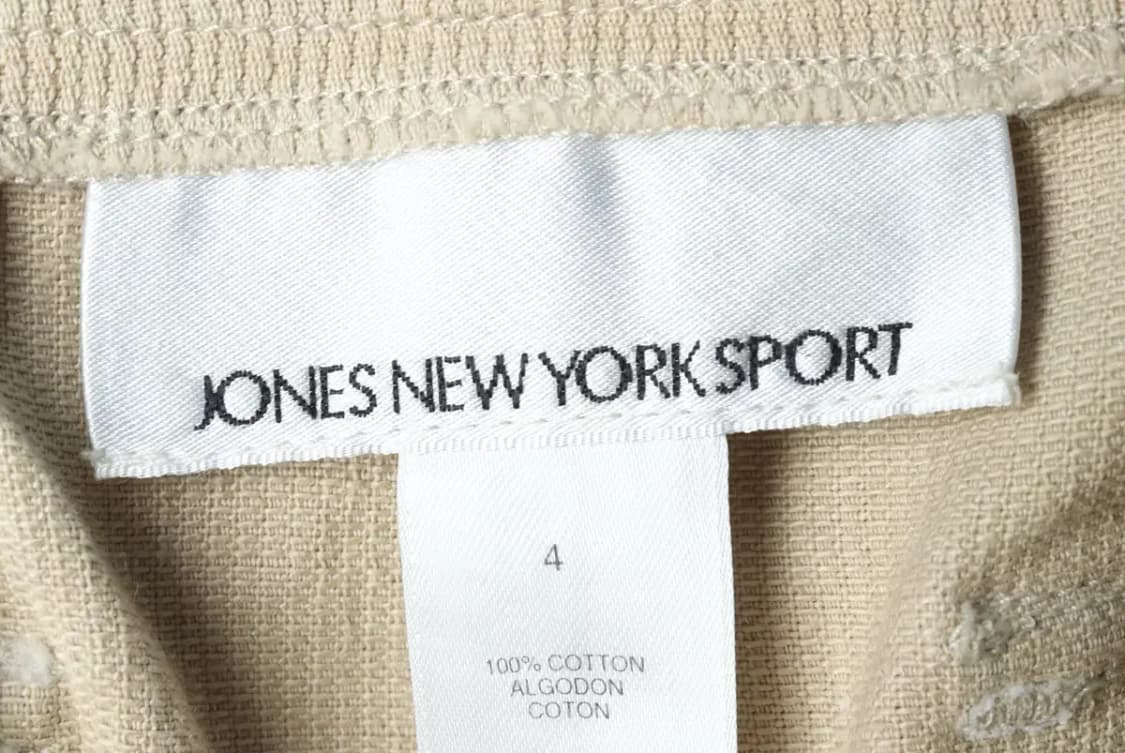 JONES NEW YORK SPORT
4
100% COTTON
ALGODON
COTON